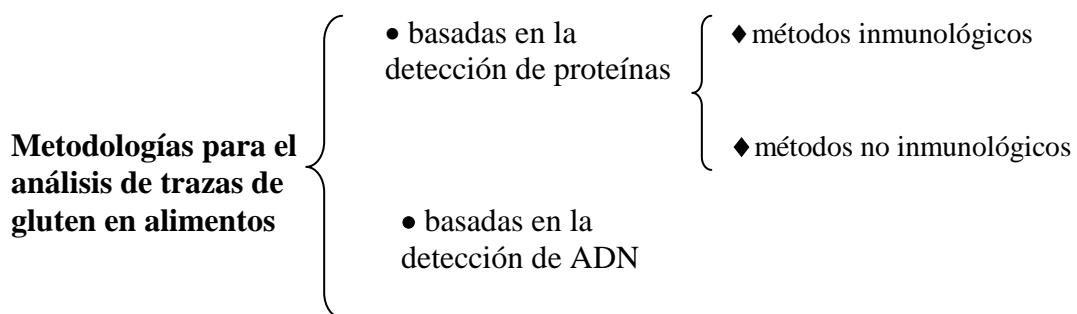 Metodologías para el
análisis de trazas de
gluten en alimentos
• basadas en la
detección de proteínas
♦ métodos inmunológicos
♦ métodos no inmunológicos
• basadas en la
detección de ADN